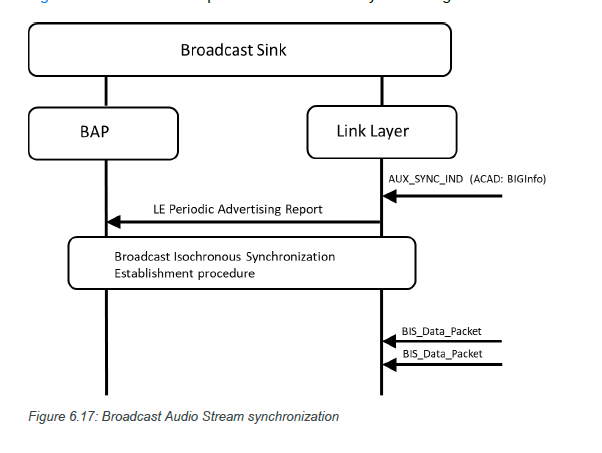 Broadcast Sink
BAP
Link Layer
AUX_SYNC_IND (ACAD: BIGInfo)
LE Periodic Advertising Report
Broadcast Isochronous Synchronization
Establishment procedure
BIS_Data_Packet
BIS_Data_Packet
Figure 6.17: Broadcast Audio Stream synchronization